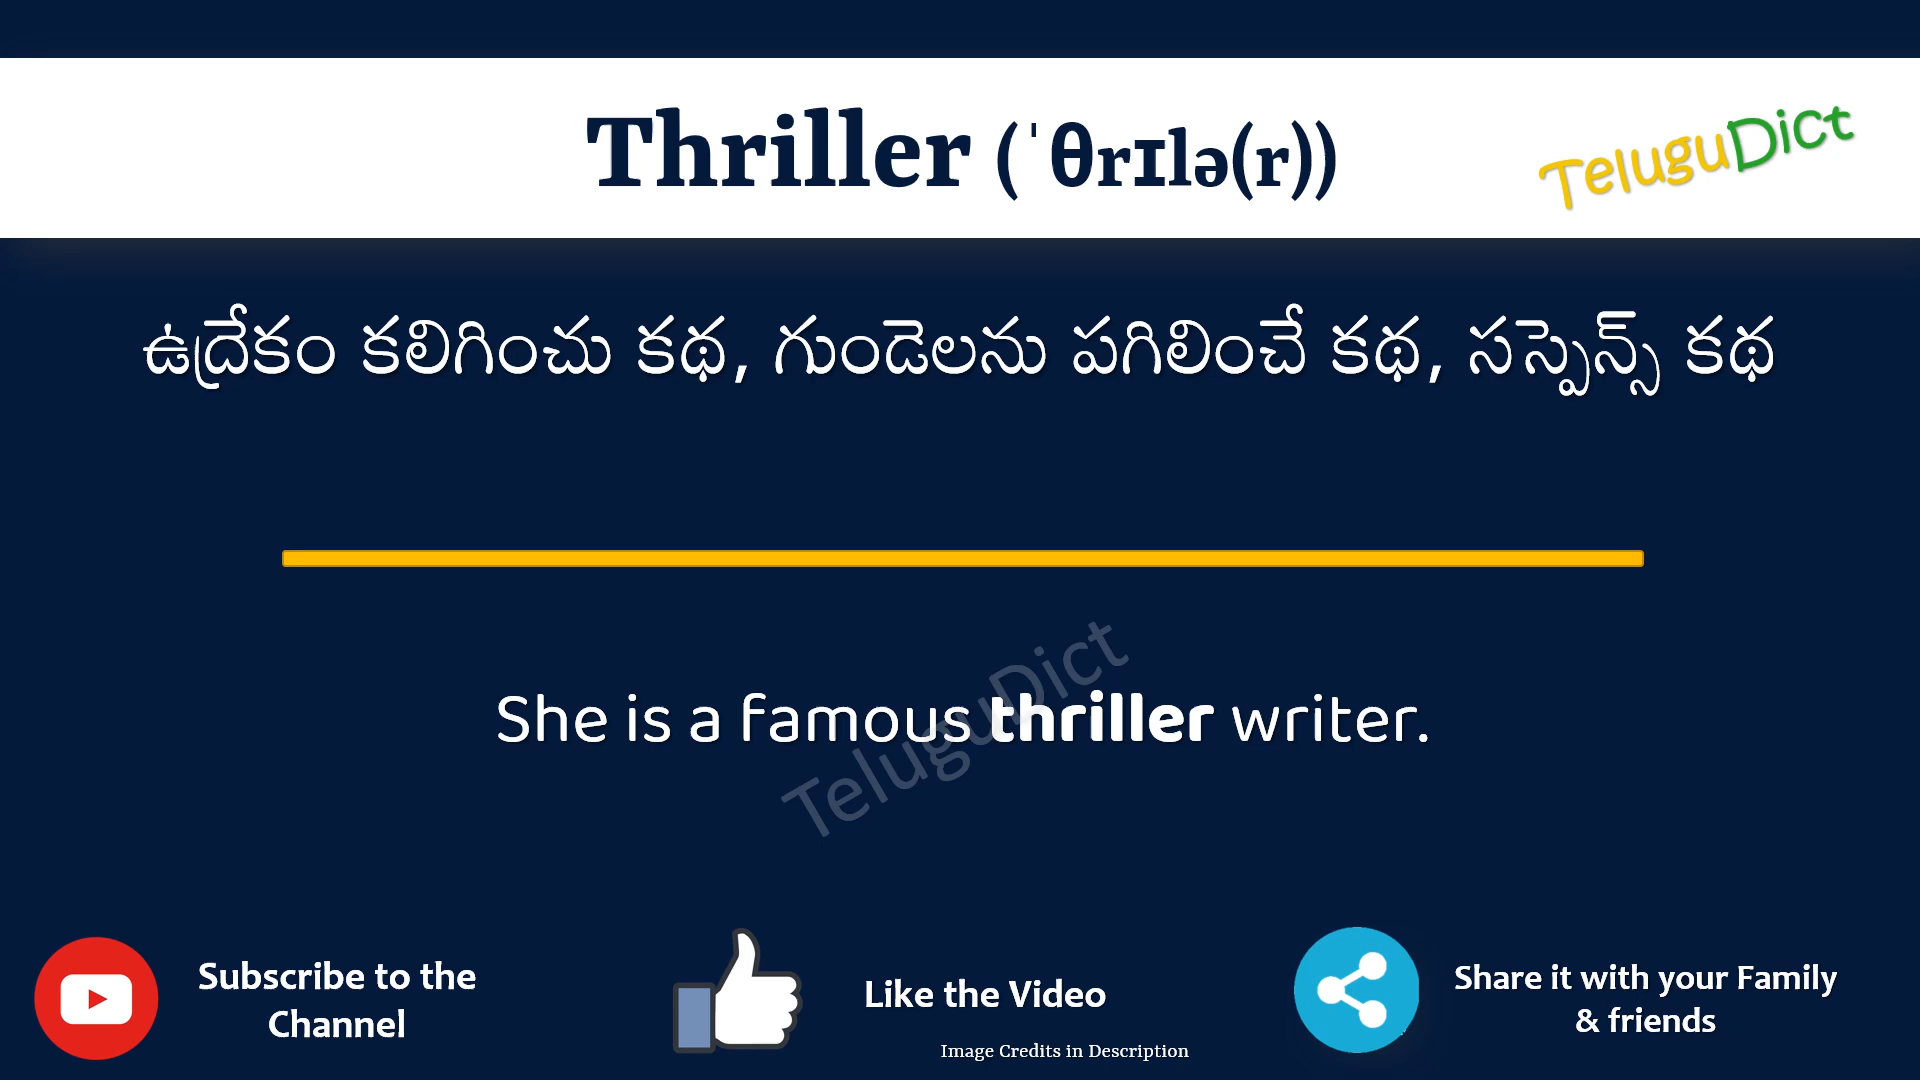 Thriller (ˈθrɪlə(r))
TeluguDict
ఉద్రేకం కలిగించు కథ, గుండెలను పగిలించే కథ, సస్పెన్స్ కథ
She is a famous thriller writer.
TeluguDict
Subscribe to the
Channel
Like the Video
Share it with your Family
& friends
Image Credits in Description